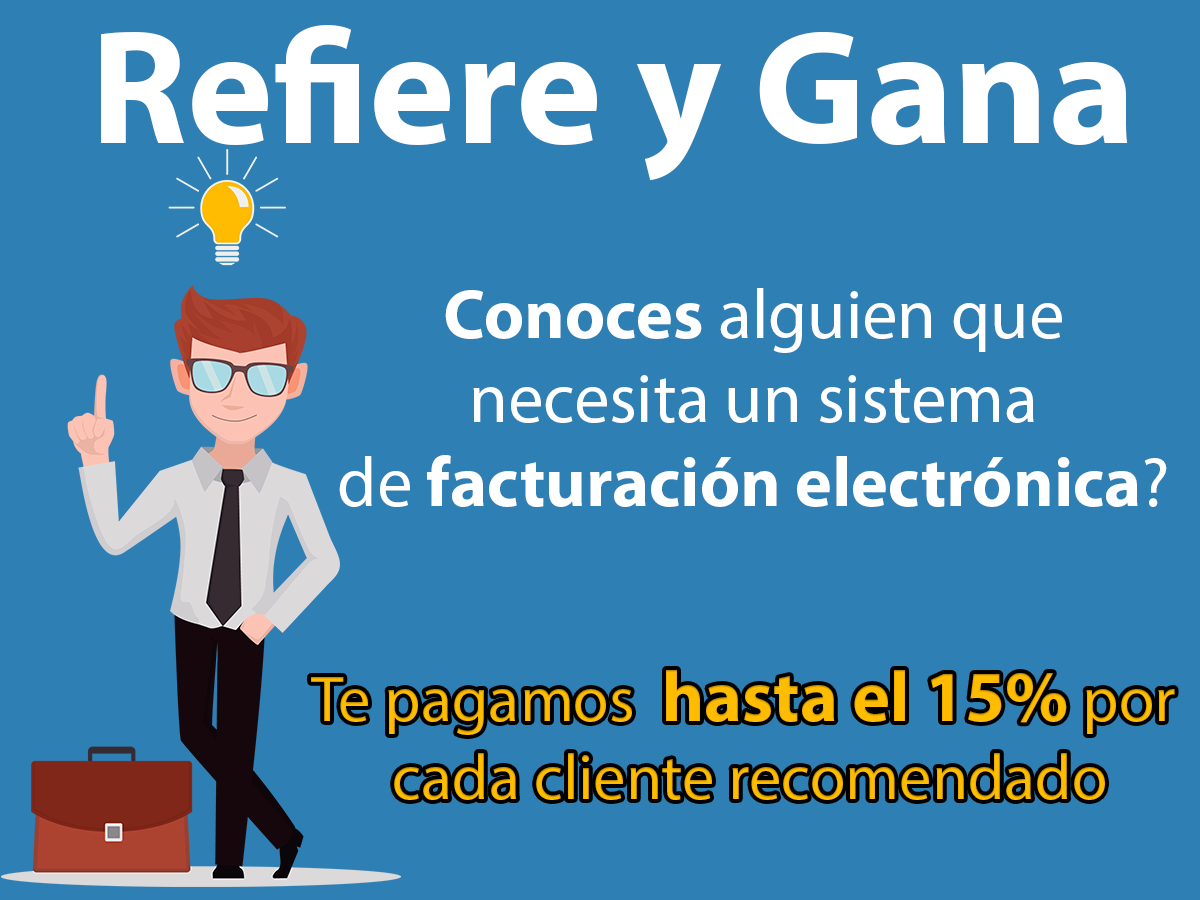 Refiere y Gana
Conoces alguien que
necesita un sistema
de facturación electrónica?
Te pagamos hasta el 15% por
cada cliente recomendado